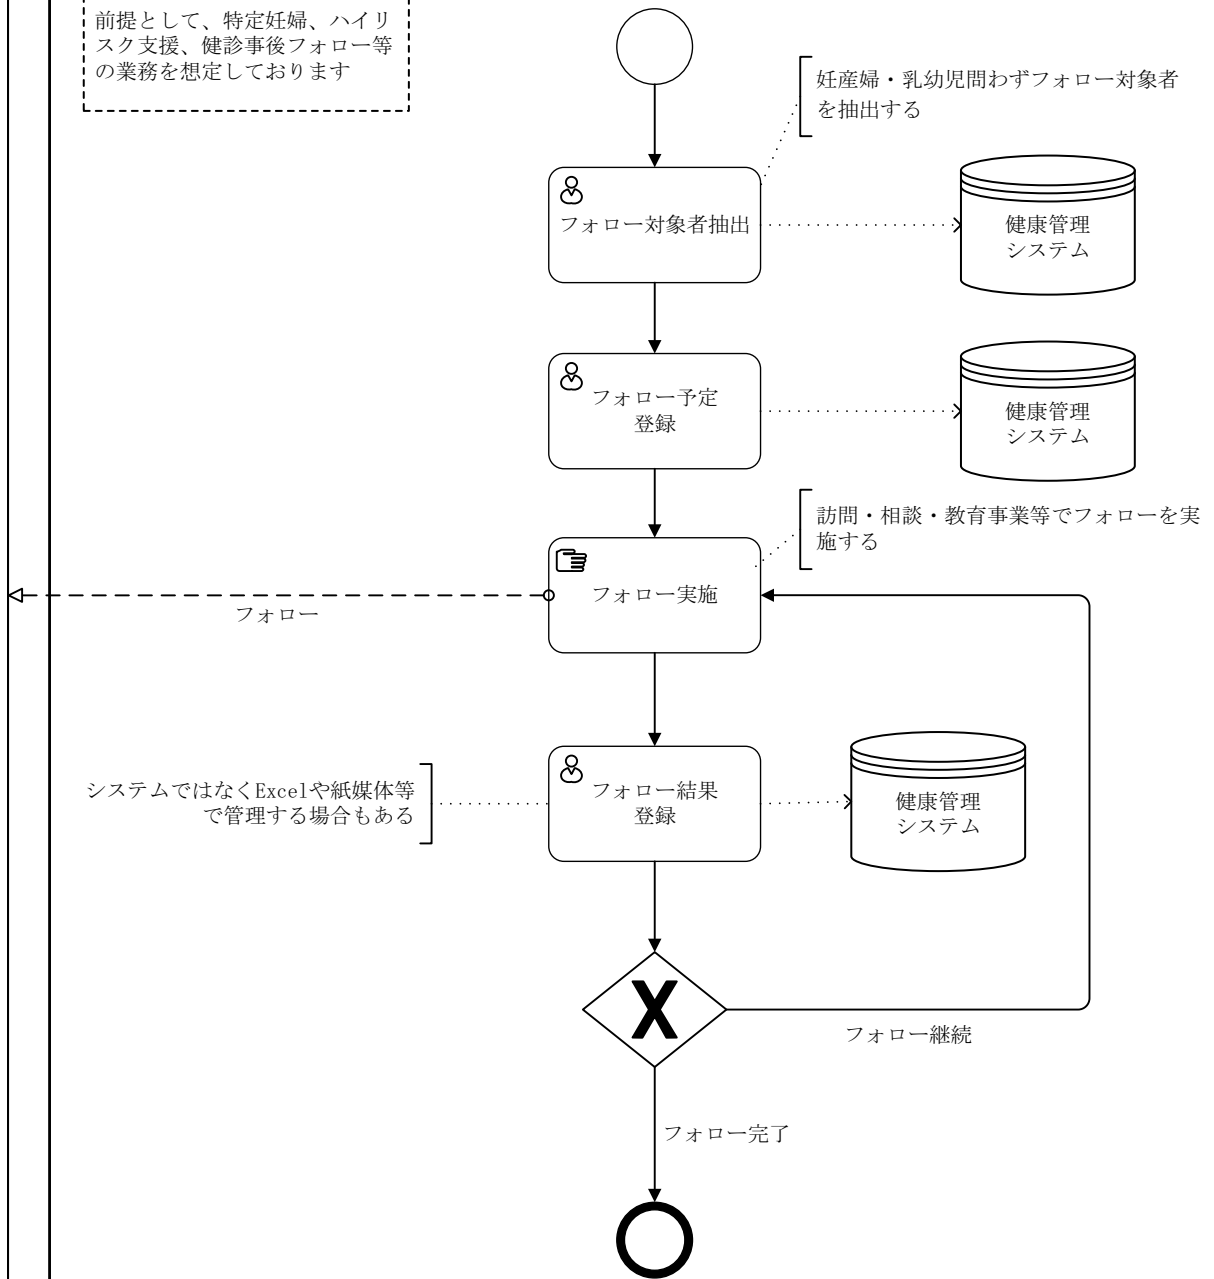 前提として、特定妊婦、ハイリ
スク支援、健診事後フォロー等
の業務を想定しております
妊産婦・乳幼児問わずフォロー対象者
を抽出する
フォロー対象者抽出
健康管理
システム
フォロー予定
登録
健康管理
システム
訪問・相談・教育事業等でフォローを実
施する
フォロー実施
フォロー
システムではなくExcelや紙媒体等
で管理する場合もある
フォロー結果
登録
健康管理
システム
X
フォロー継続
フォロー完了